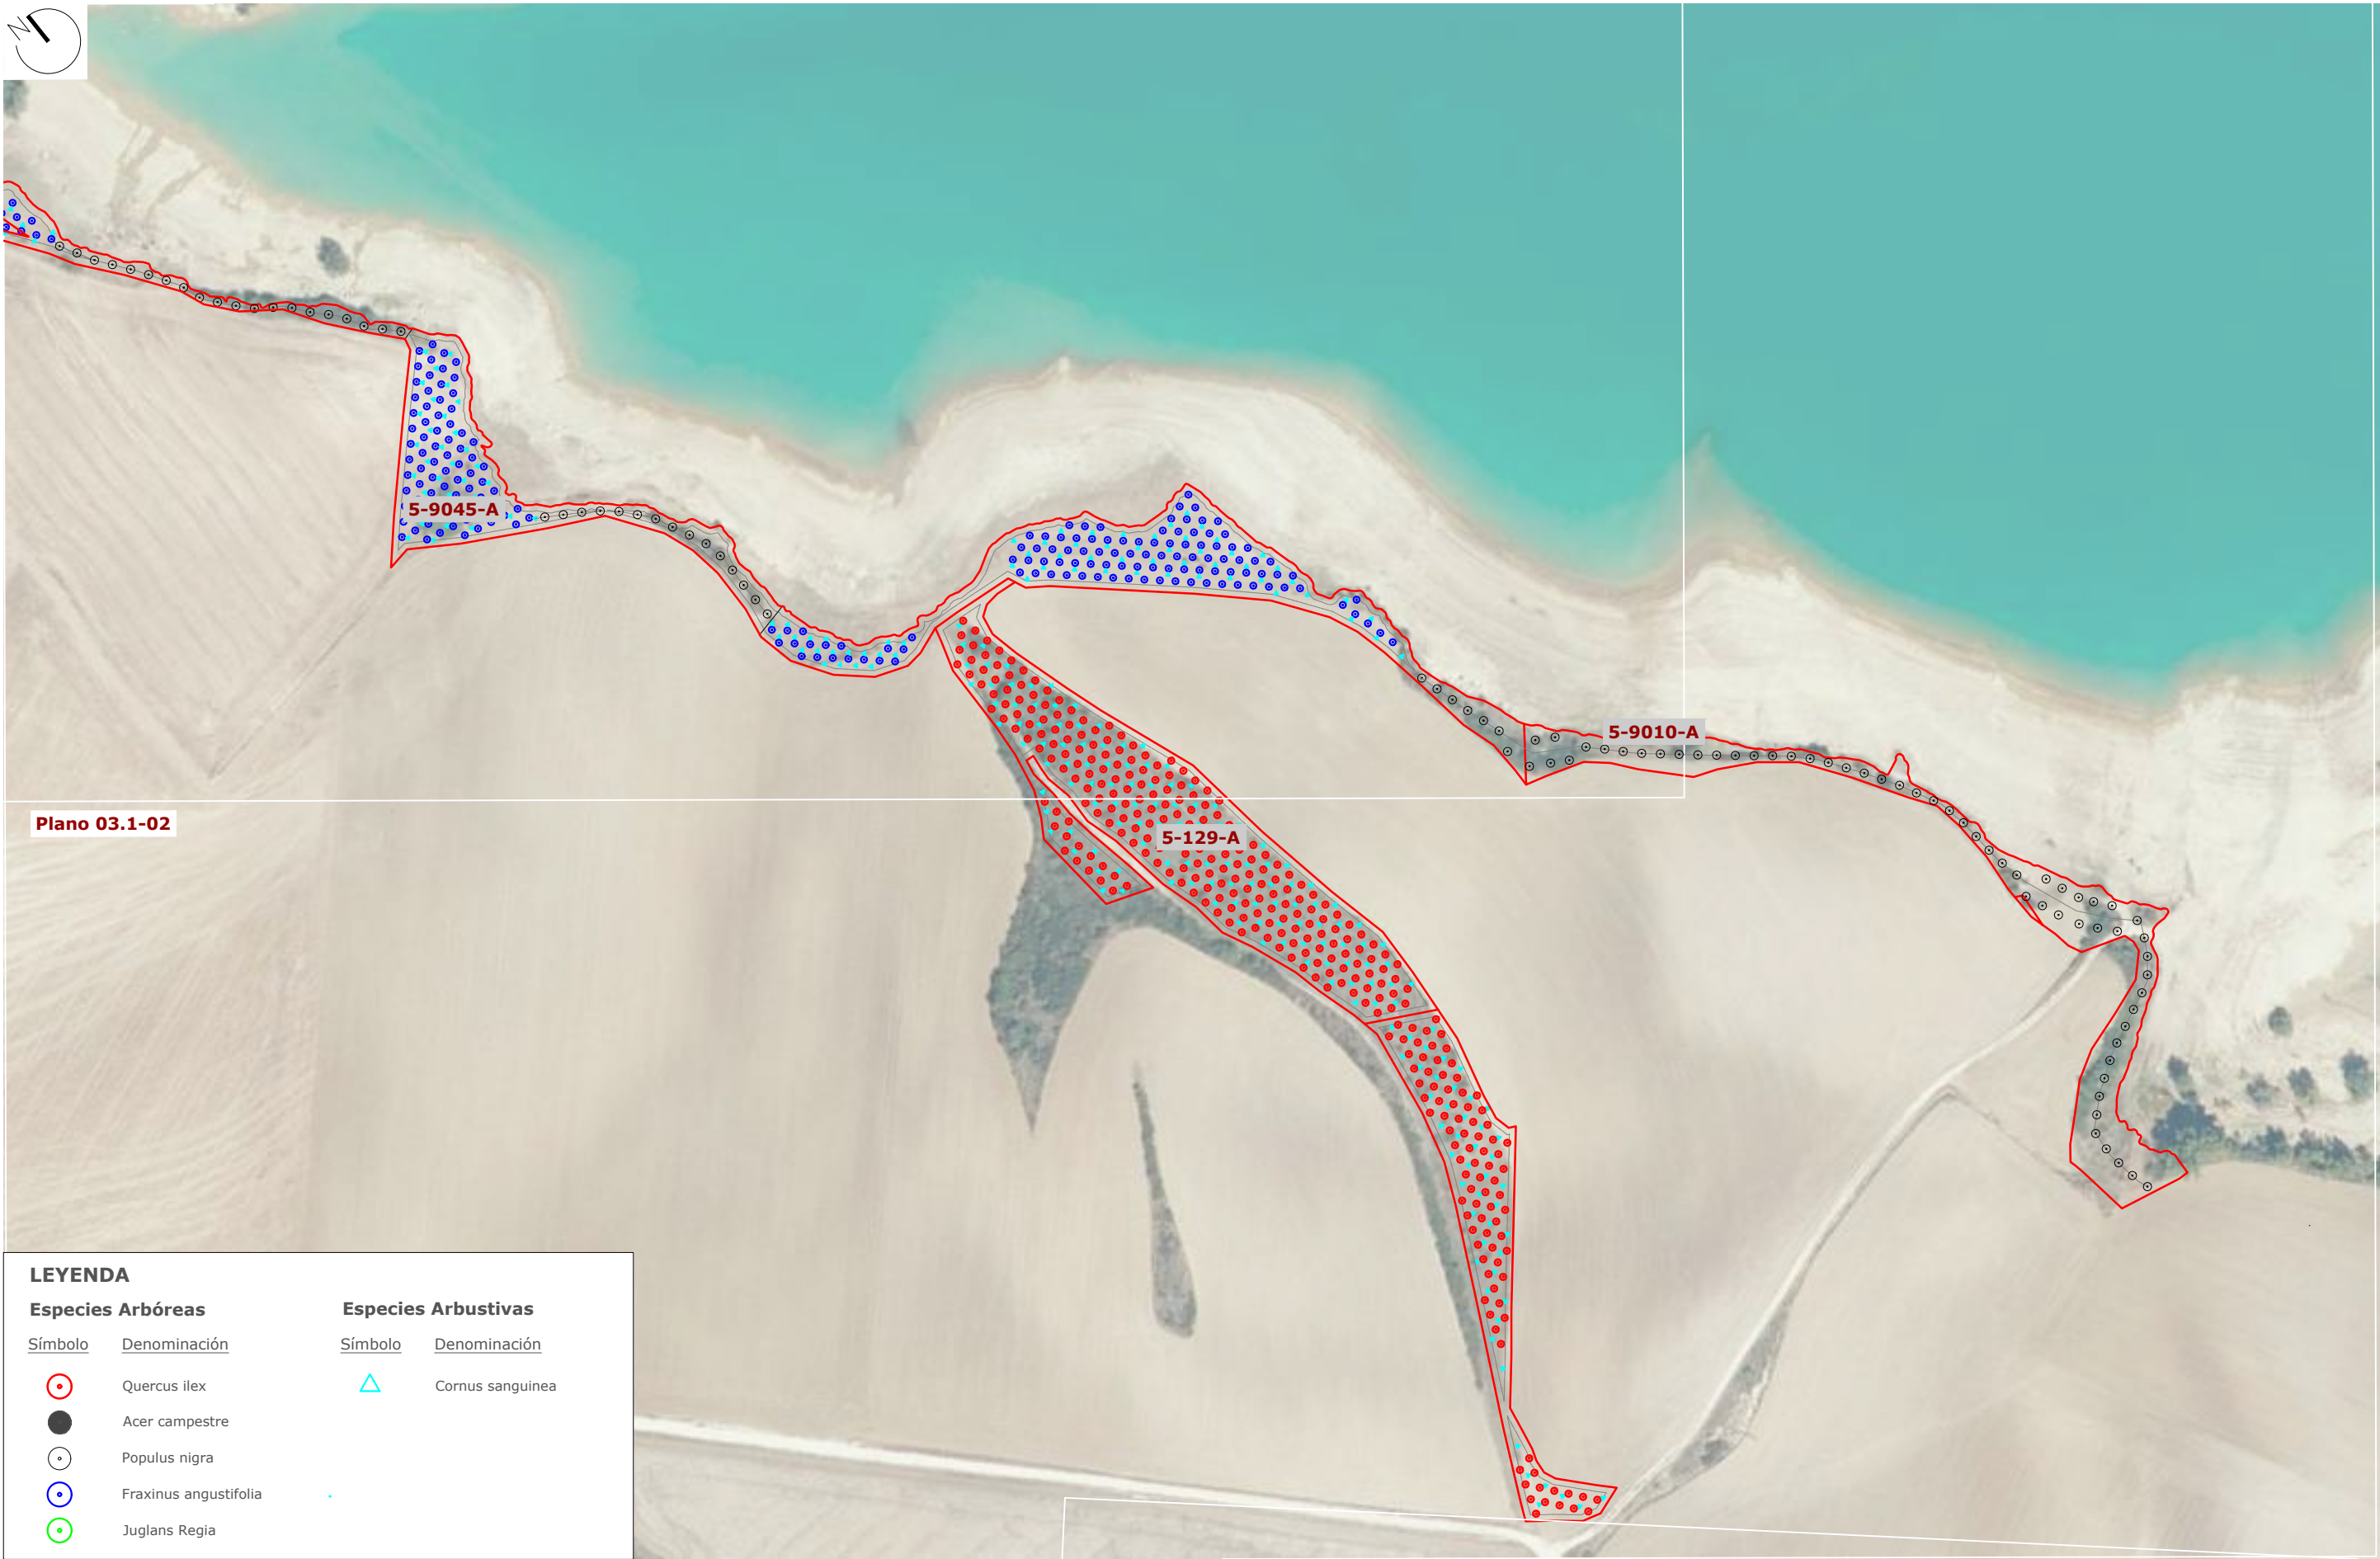 N
5-9045-A
5-9010-A
Plano 03.1-02
5-129-A
LEYENDA
Especies Arbóreas
Especies Arbustivas
Símbolo Denominación
Símbolo Denominación
Quercus ilex
Cornus sanguinea
Acer campestre
Populus nigra
Fraxinus angustifolia
Juglans Regia